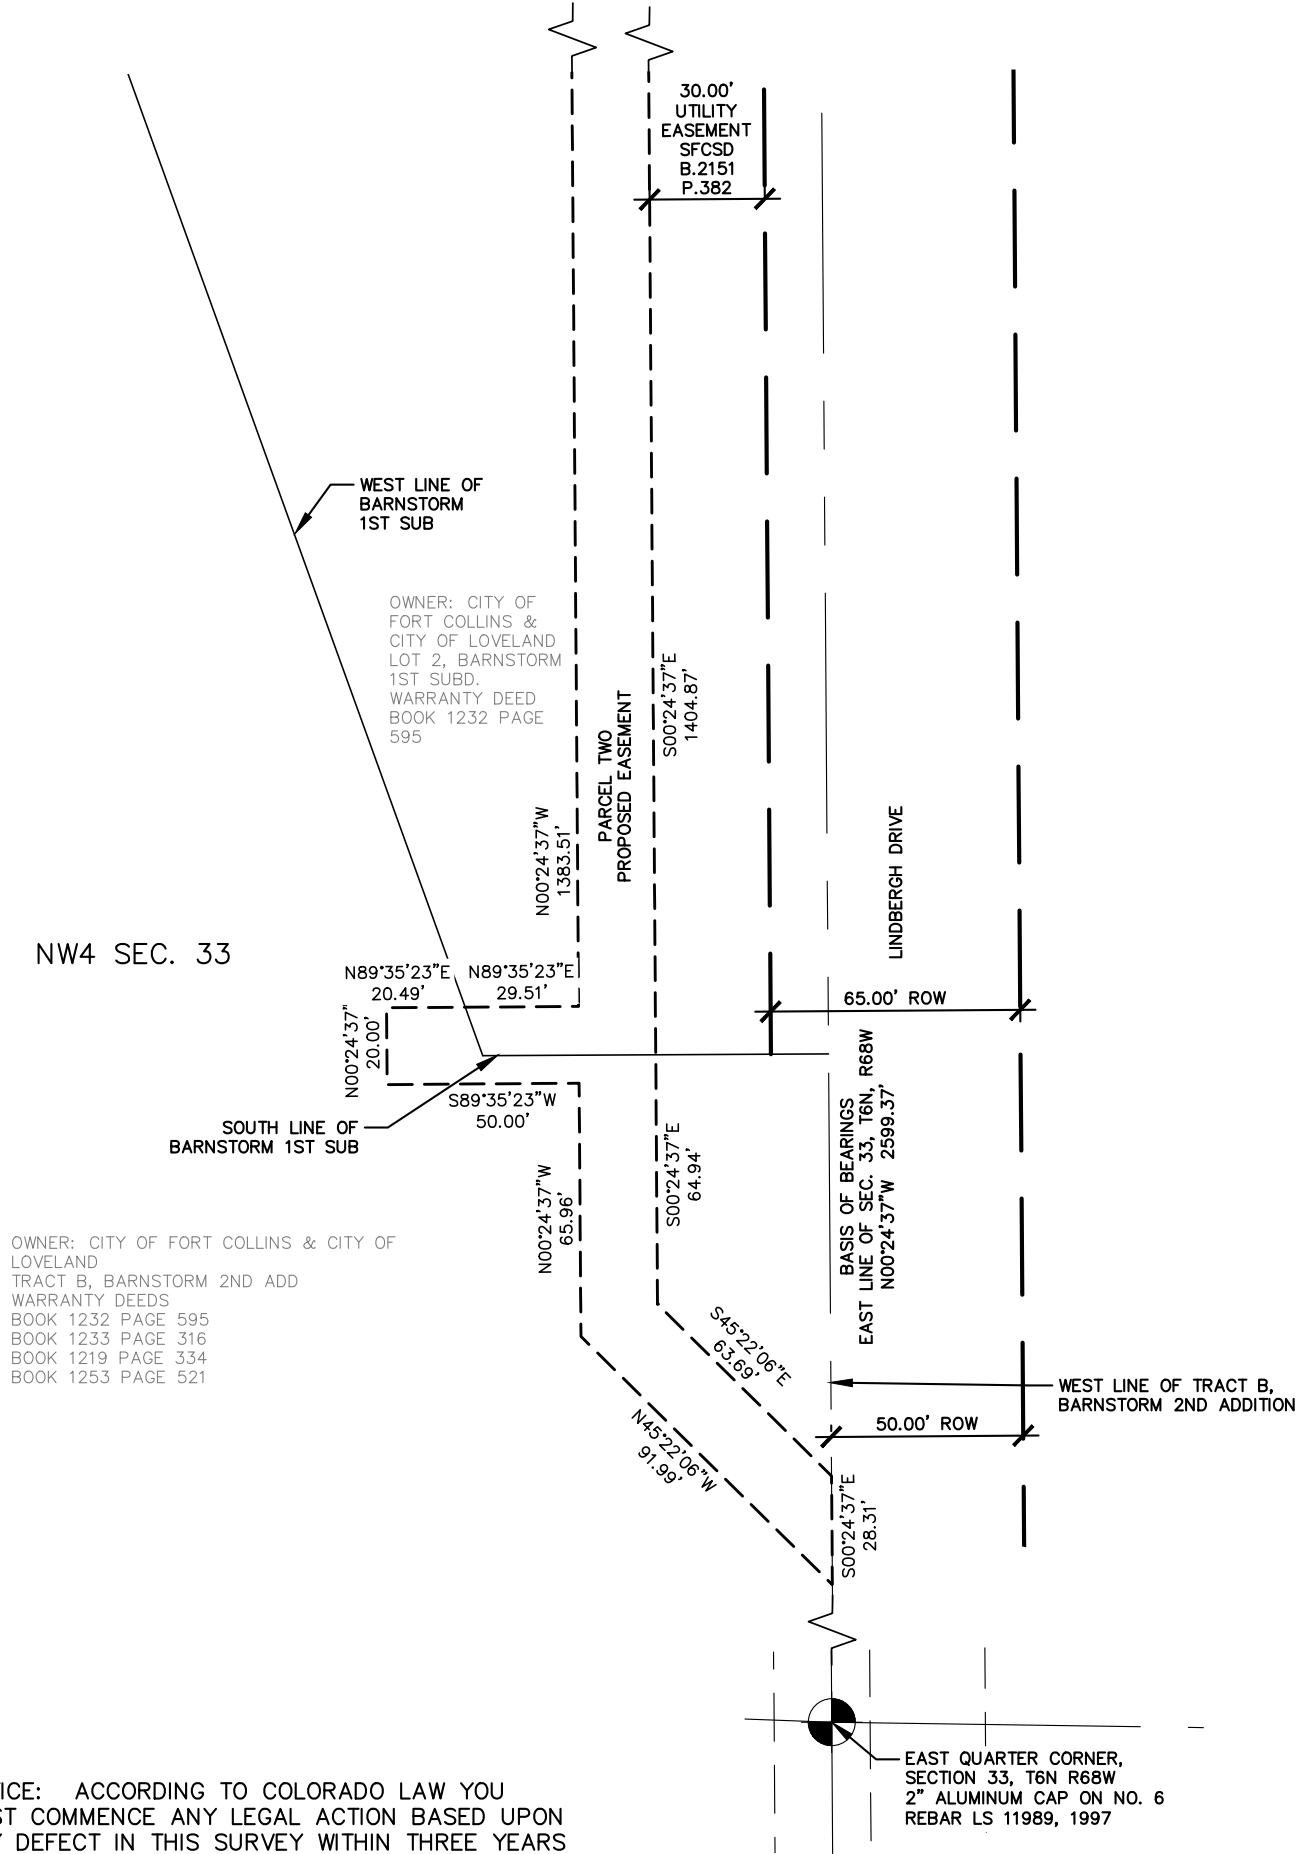 30.00'
UTILITY
EASEMENT
SFCSD
B.2151
P.382
WEST LINE OF
BARNSTORM
1ST SUB
OWNER: CITY OF
FORT COLLINS &
CITY OF LOVELAND
LOT 2, BARNSTORM
1ST SUBD.
WARRANTY DEED
BOOK 1232 PAGE
595
S00°24'37"E
1404.87'
PARCEL TWO
PROPOSED EASEMENT
N00°24'37"W
1383.51'
LINDBERGH DRIVE
NW4 SEC. 33
N89°35'23"E
20.49'
N89°35'23"E
29.51'
65.00' ROW
N00°24'37"
20.00'
S89°35'23"W
50.00'
SOUTH LINE OF
BARNSTORM 1ST SUB
BASIS OF BEARINGS
EAST LINE OF SEC. 33, T6N, R68W
N00°24'37"W 2599.37'
S00°24'37"E
64.94'
N00°24'37"W
65.96'
OWNER: CITY OF FORT COLLINS & CITY OF
LOVELAND
TRACT B, BARNSTORM 2ND ADD
WARRANTY DEEDS
BOOK 1232 PAGE 595
BOOK 1233 PAGE 316
BOOK 1219 PAGE 334
BOOK 1253 PAGE 521
S45°22'06"E
63.69'
WEST LINE OF TRACT B,
BARNSTORM 2ND ADDITION
50.00' ROW
N45°22'06"W
91.99'
S00°24'37"E
28.31'
EAST QUARTER CORNER,
SECTION 33, T6N R68W
2" ALUMINUM CAP ON NO. 6
REBAR LS 11989, 1997
ICE: ACCORDING TO COLORADO LAW YOU
ST COMMENCE ANY LEGAL ACTION BASED UPON
Y DEFECT IN THIS SURVEY WITHIN THREE YEARS